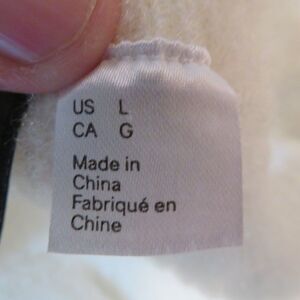 US L
CA G
Made in
China
Fabriqué en
Chine